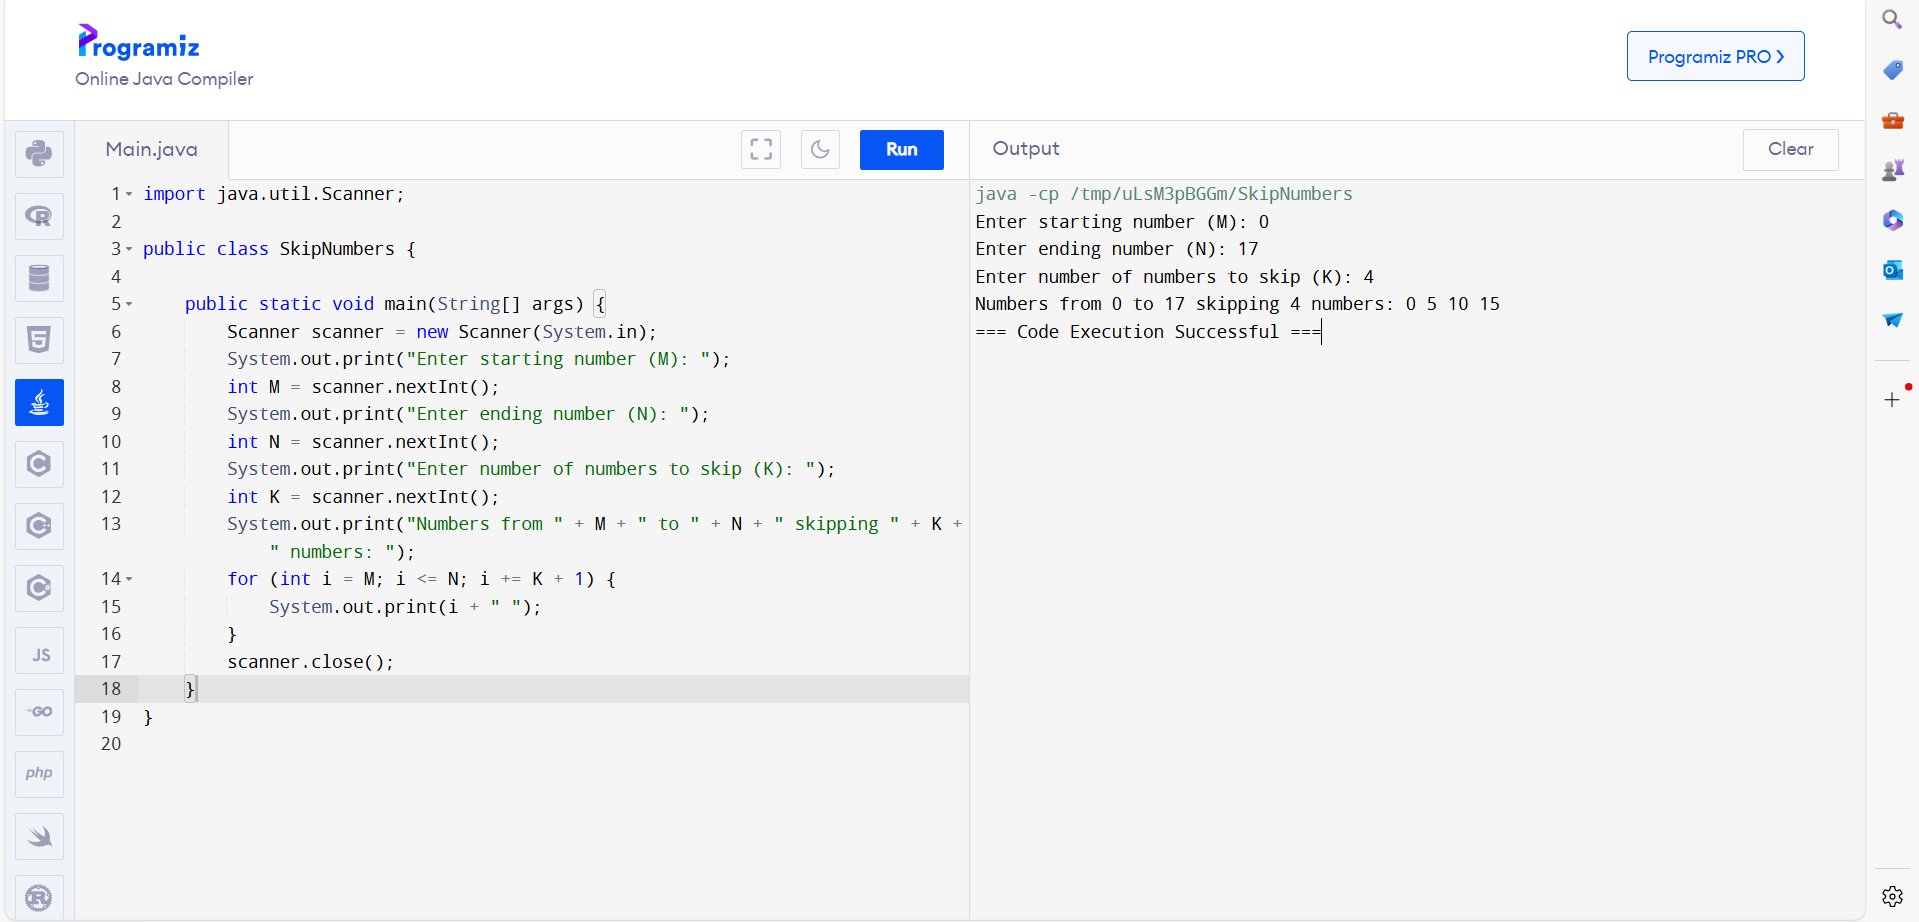 Programiz
Online Java Compiler
Programiz PRO >
Main.java
Run
Output
Clear
1 import java.util.Scanner;
2
3 public class SkipNumbers {
4
5 public static void main(String[] args) {
6 Scanner scanner = new Scanner(System.in);
7 System.out.print("Enter starting number (M): ");
8 int M = scanner.nextInt();
9 System.out.print("Enter ending number (N): ");
10 int N = scanner.nextInt();
11 System.out.print("Enter number of numbers to skip (K): ");
12 int K = scanner.nextInt();
13 System.out.print("Numbers from " + M + " to " + N + " skipping " + K +
" numbers: ");
14 for (int i = M; i <= N; i += K + 1) {
15 System.out.print(i + " ");
16 }
17 scanner.close();
18 }
19 }
20
java -cp /tmp/uLsM3pBGGm/SkipNumbers
Enter starting number (M): 0
Enter ending number (N): 17
Enter number of numbers to skip (K): 4
Numbers from 0 to 17 skipping 4 numbers: 0 5 10 15
=== Code Execution Successful ===
R
5
C
C
C
JS
GO
php
R